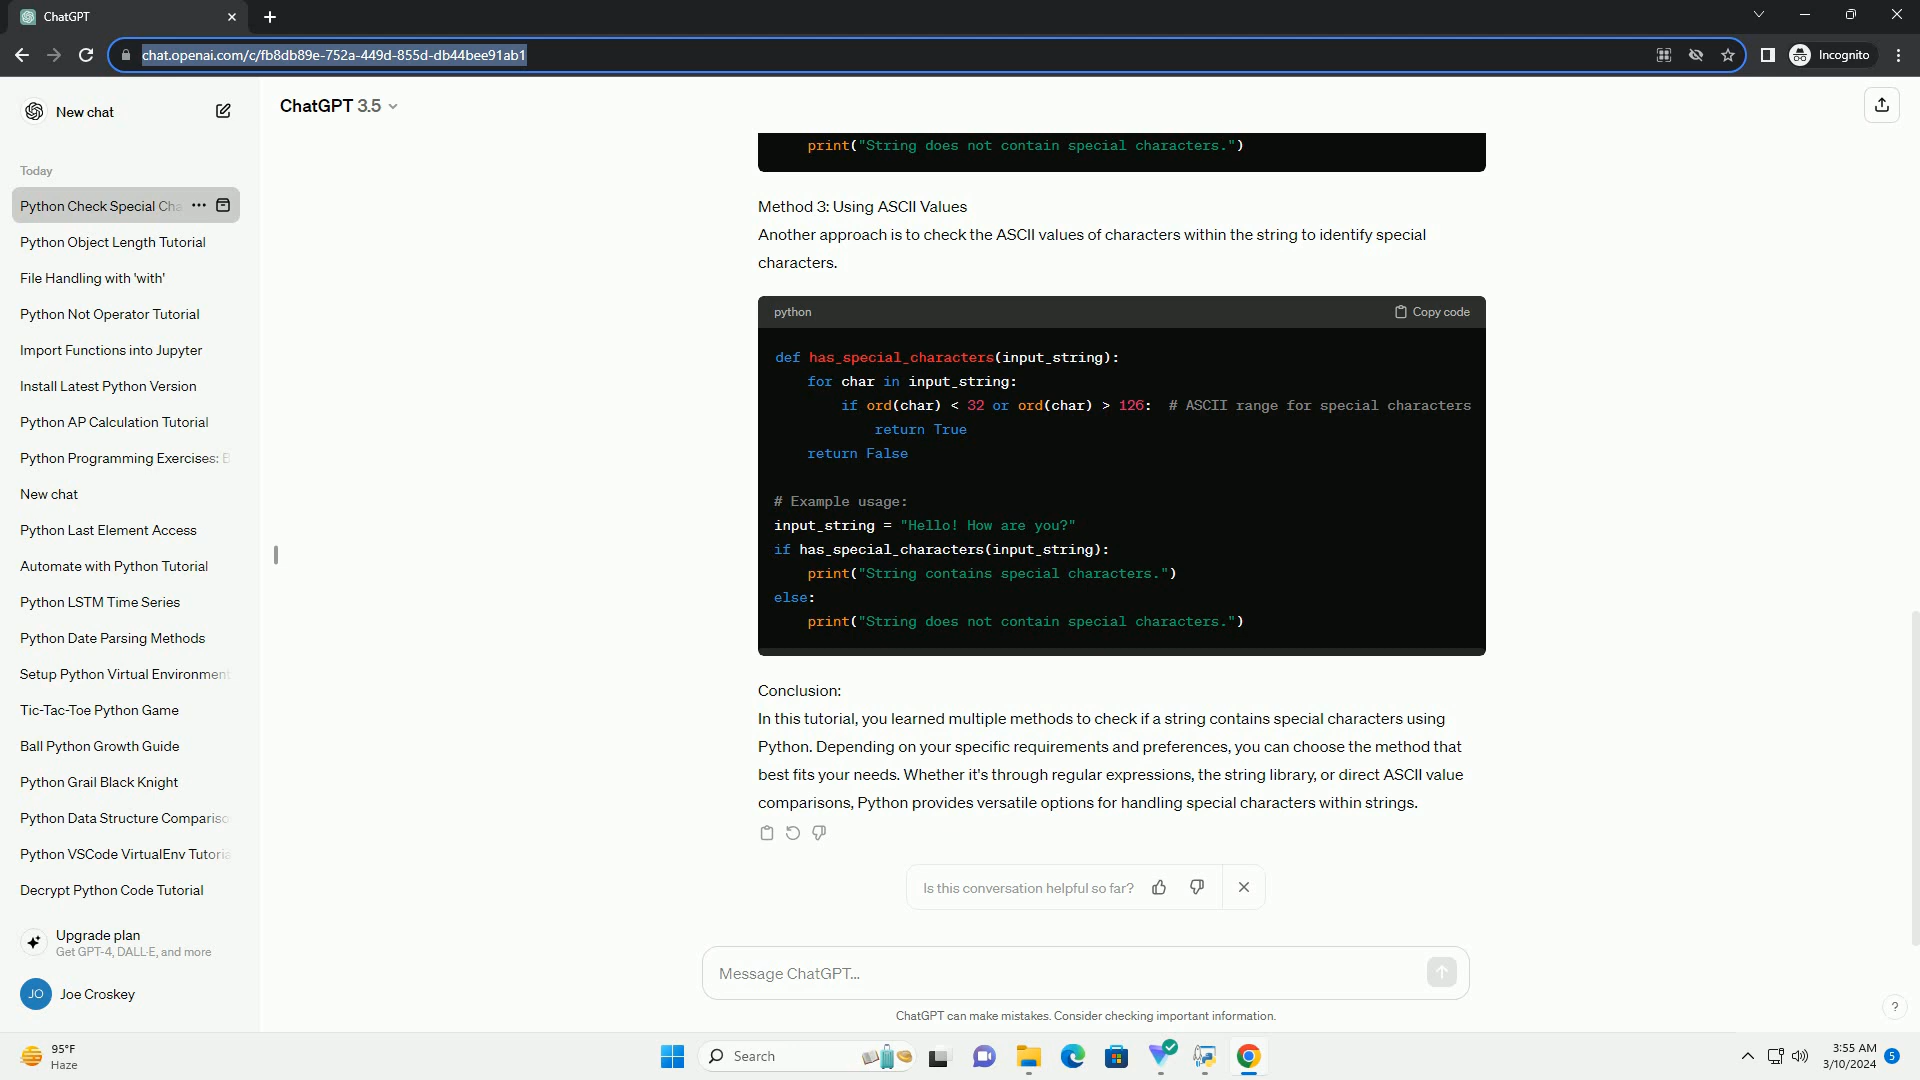 ChatGPT
chat.openai.com/c/fb8db89e-752a-449d-855d-db44bee91ab1
Incognito
New chat
ChatGPT 3.5
Today
Python Check Special Cha
Python Object Length Tutorial
File Handling with 'with'
Python Not Operator Tutorial
Import Functions into Jupyter
Install Latest Python Version
Python AP Calculation Tutorial
Python Programming Exercises: B
New chat
Python Last Element Access
Automate with Python Tutorial
Python LSTM Time Series
Python Date Parsing Methods
Setup Python Virtual Environment
Tic-Tac-Toe Python Game
Ball Python Growth Guide
Python Grail Black Knight
Python Data Structure Compariso
Python VSCode VirtualEnv Tutoria
Decrypt Python Code Tutorial
Upgrade plan
Get GPT-4, DALL·E, and more
JO Joe Croskey
print("String does not contain special characters.")
Method 3: Using ASCII Values
Another approach is to check the ASCII values of characters within the string to identify special
characters.
python Copy code
def has_special_characters(input_string):
    for char in input_string:
        if ord(char) < 32 or ord(char) > 126:  # ASCII range for special characters
            return True
    return False
# Example usage:
input_string = "Hello! How are you?"
if has_special_characters(input_string):
    print("String contains special characters.")
else:
    print("String does not contain special characters.")
Conclusion:
In this tutorial, you learned multiple methods to check if a string contains special characters using
Python. Depending on your specific requirements and preferences, you can choose the method that
best fits your needs. Whether it's through regular expressions, the string library, or direct ASCII value
comparisons, Python provides versatile options for handling special characters within strings.
Is this conversation helpful so far?
Message ChatGPT...
ChatGPT can make mistakes. Consider checking important information.
?
95°F
Haze
Search
3:55 AM
3/10/2024
5